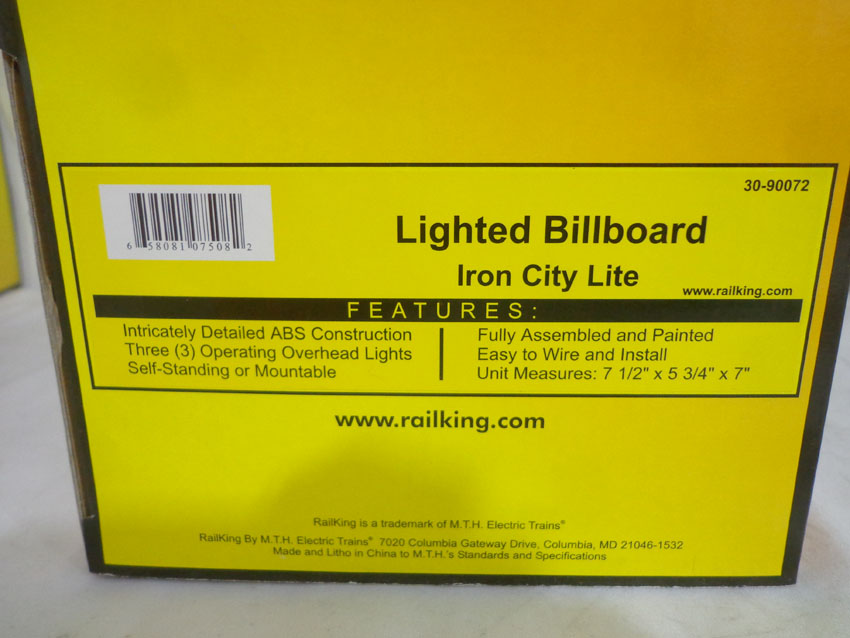 30-90072
6 58081 07508 2
Lighted Billboard
Iron City Lite
www.railking.com
FEATURES:
Intricately Detailed ABS Construction
Three (3) Operating Overhead Lights
Self-Standing or Mountable
Fully Assembled and Painted
Easy to Wire and Install
Unit Measures: 7 1/2" x 5 3/4" x 7"
www.railking.com
RailKing is a trademark of M.T.H. Electric Trains®
RailKing By M.T.H. Electric Trains® 7020 Columbia Gateway Drive, Columbia, MD 21046-1532
Made and Litho in China to M.T.H.'s Standards and Specifications